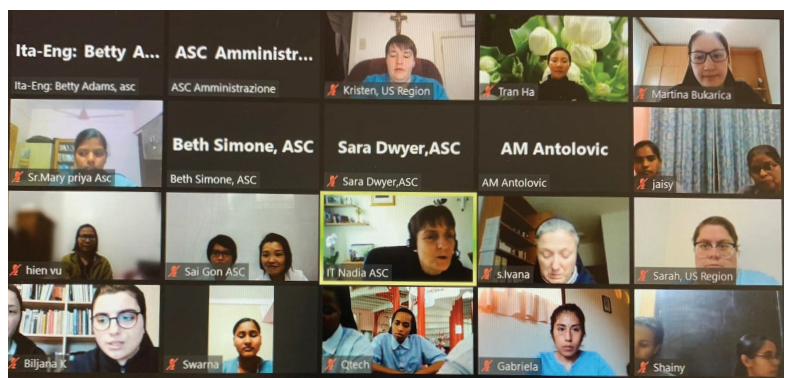 Ita-Eng: Betty A...
Ita-Eng: Betty Adams, asc
ASC Amministr...
ASC Amministrazione
Kristen, US Region
Tran Ha
Martina Bukarica
Sr.Mary priya Asc
Beth Simone, ASC
Beth Simone, ASC
Sara Dwyer,ASC
Sara Dwyer,ASC
AM Antolovic
AM Antolovic
jaisy
hien vu
Sai Gon ASC
IT Nadia ASC
s.Ivana
Sarah, US Region
Biljana K
Swarna
Qtech
Gabriela
Shainy